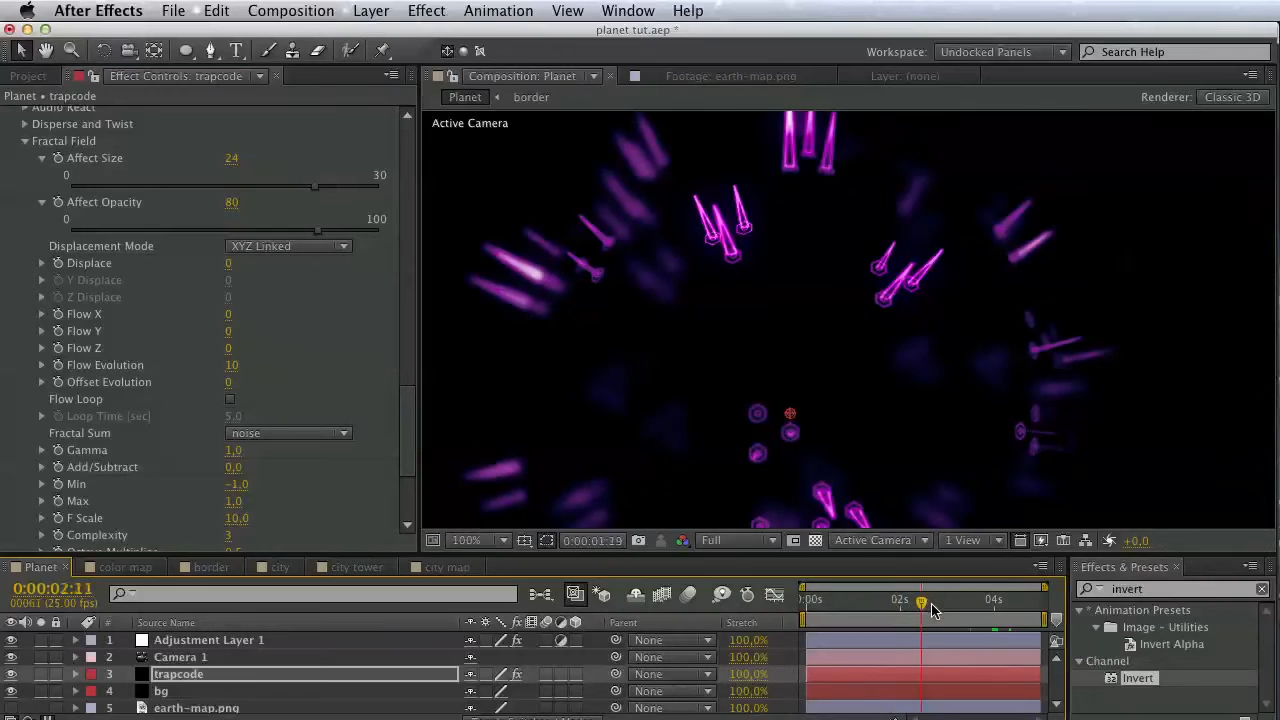 After Effects File Edit Composition Layer Effect Animation View Window Help
planet tut.aep *
Workspace: Undocked Panels Search Help
Project Effect Controls: trapcode Composition: Planet Footage: earth-map.png Layer: (none)
Planet • trapcode
Planet border Renderer: Classic 3D
Audio React
Active Camera
Disperse and Twist
Fractal Field
Affect Size 24
0 30
Affect Opacity 80
0 100
Displacement Mode XYZ Linked
Displace 0
Y Displace 0
Z Displace 0
Flow X 0
Flow Y 0
Flow Z 0
Flow Evolution 10
Offset Evolution 0
Flow Loop
Loop Time [sec] 5,0
Fractal Sum noise
Gamma 1,0
Add/Subtract 0,0
Min -1,0
Max 1,0
F Scale 10,0
Complexity 3
100% 0:00:01:19 Full Active Camera 1 View +0,0
Planet color map border city city tower city map Effects & Presets
0:00:02:11
00061 (25.00 fps)
invert
:00s 02s 04s
* Animation Presets
Image - Utilities
Invert Alpha
Channel
Invert
# Source Name Parent Stretch
1 Adjustment Layer 1 None 100,0%
2 Camera 1 None 100,0%
3 trapcode None 100,0%
4 bg None 100,0%
5 earth-map.png None 100,0%